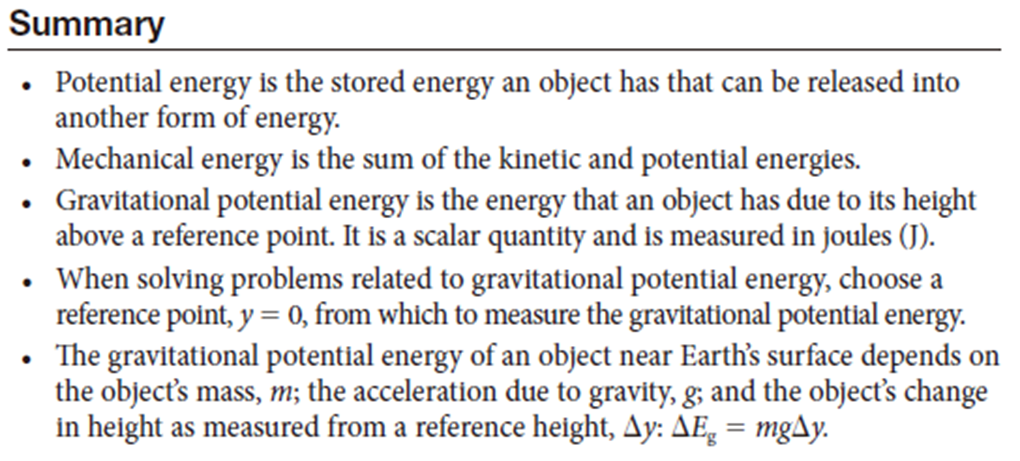 Summary
• Potential energy is the stored energy an object has that can be released into
another form of energy.
• Mechanical energy is the sum of the kinetic and potential energies.
• Gravitational potential energy is the energy that an object has due to its height
above a reference point. It is a scalar quantity and is measured in joules (J).
• When solving problems related to gravitational potential energy, choose a
reference point, y = 0, from which to measure the gravitational potential energy.
• The gravitational potential energy of an object near Earth's surface depends on
the object's mass, m; the acceleration due to gravity, g; and the object's change
in height as measured from a reference height, Δy: ΔEg = mgΔy.